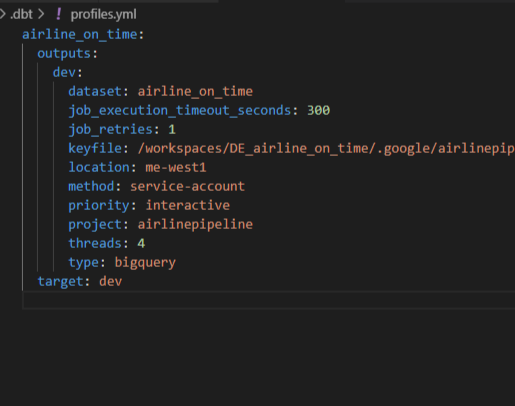 > .dbt > ! profiles.yml
airline_on_time:
outputs:
dev:
dataset: airline_on_time
job_execution_timeout_seconds: 300
job_retries: 1
keyfile: /workspaces/DE_airline_on_time/.google/airlinepip
location: me-west1
method: service-account
priority: interactive
project: airlinepipeline
threads: 4
type: bigquery
target: dev